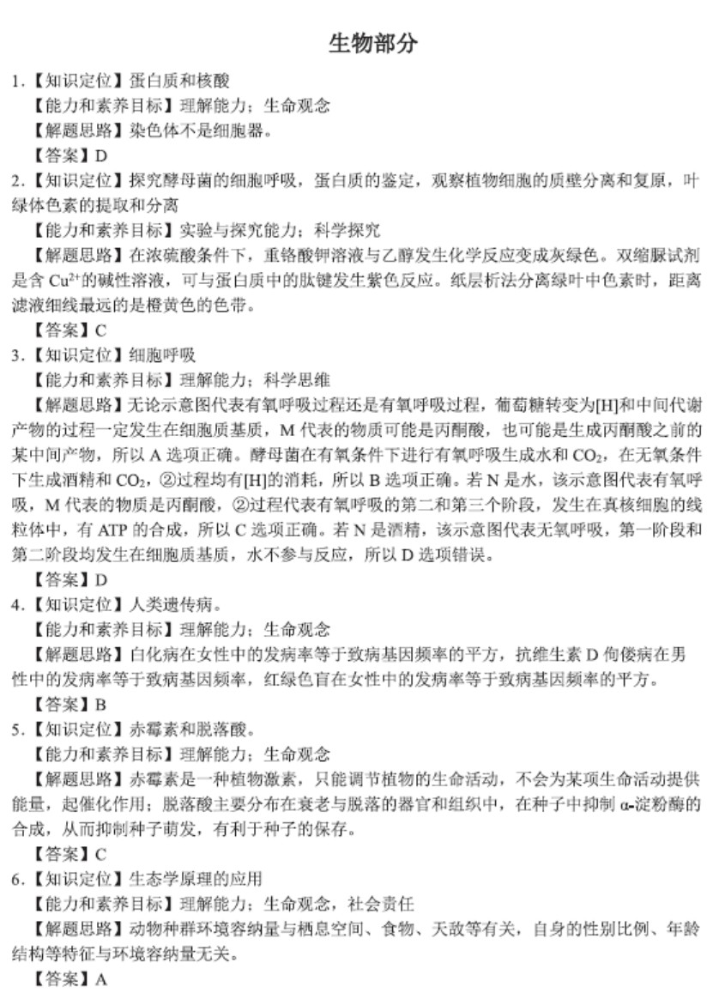 生物部分
1.【知识定位】蛋白质和核酸
【能力和素养目标】理解能力；生命观念
【解题思路】染色体不是细胞器。
【答案】D
2.【知识定位】探究酵母菌的细胞呼吸，蛋白质的鉴定，观察植物细胞的质壁分离和复原，叶
绿体色素的提取和分离
【能力和素养目标】实验与探究能力；科学探究
【解题思路】在浓硫酸条件下，重铬酸钾溶液与乙醇发生化学反应变成灰绿色。双缩脲试剂
是含 Cu²⁺的碱性溶液，可与蛋白质中的肽键发生紫色反应。纸层析法分离绿叶中色素时，距离
滤液细线最远的是橙黄色的色带。
【答案】C
3.【知识定位】细胞呼吸
【能力和素养目标】理解能力；科学思维
【解题思路】无论示意图代表有氧呼吸过程还是有氧呼吸过程，葡萄糖转变为[H]和中间代谢
产物的过程一定发生在细胞质基质，M 代表的物质可能是丙酮酸，也可能是生成丙酮酸之前的
某中间产物，所以 A 选项正确。酵母菌在有氧条件下进行有氧呼吸生成水和 CO₂，在无氧条件
下生成酒精和 CO₂，②过程均有[H]的消耗，所以 B 选项正确。若 N 是水，该示意图代表有氧呼
吸，M 代表的物质是丙酮酸，②过程代表有氧呼吸的第二和第三个阶段，发生在真核细胞的线
粒体中，有 ATP 的合成，所以 C 选项正确。若 N 是酒精，该示意图代表无氧呼吸，第一阶段和
第二阶段均发生在细胞质基质，水不参与反应，所以 D 选项错误。
【答案】D
4.【知识定位】人类遗传病。
【能力和素养目标】理解能力；生命观念
【解题思路】白化病在女性中的发病率等于致病基因频率的平方，抗维生素 D 佝偻病在男
性中的发病率等于致病基因频率，红绿色盲在女性中的发病率等于致病基因频率的平方。
【答案】B
5.【知识定位】赤霉素和脱落酸。
【能力和素养目标】理解能力；生命观念
【解题思路】赤霉素是一种植物激素，只能调节植物的生命活动，不会为某项生命活动提供
能量，起催化作用；脱落酸主要分布在衰老与脱落的器官和组织中，在种子中抑制 α-淀粉酶的
合成，从而抑制种子萌发，有利于种子的保存。
【答案】C
6.【知识定位】生态学原理的应用
【能力和素养目标】理解能力；生命观念，社会责任
【解题思路】动物种群环境容纳量与栖息空间、食物、天敌等有关，自身的性别比例、年龄
结构等特征与环境容纳量无关。
【答案】A